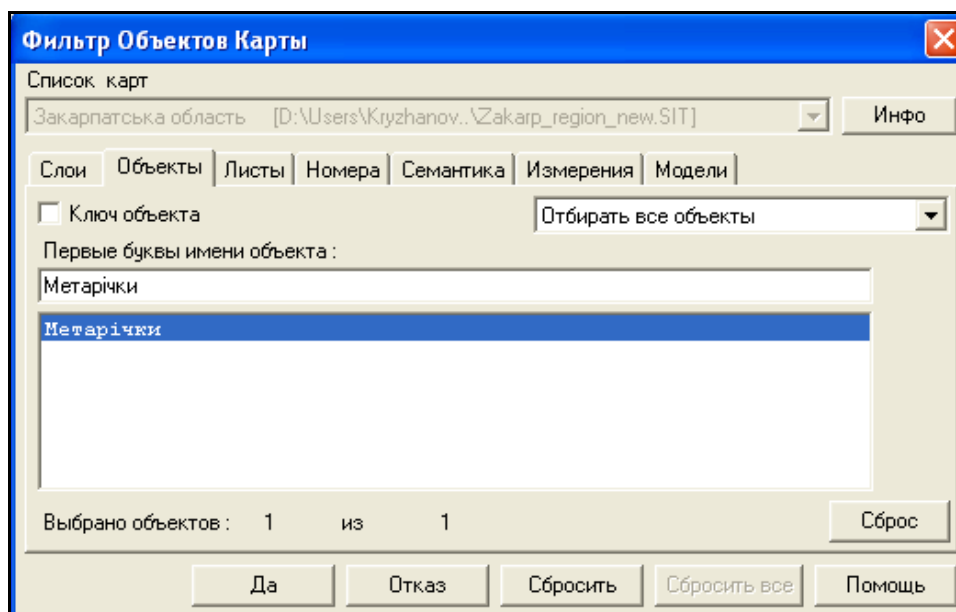 Фильтр Объектов Карты
Список карт
Закарпатська область [D:\Users\Kryzhanov..\Zakarp_region_new.SIT]
Инфо
Слои Объекты Листы Номера Семантика Измерения Модели
Ключ объекта
Отбирать все объекты
Первые буквы имени объекта :
Метарічки
Метарічки
Выбрано объектов : 1 из 1
Сброс
Да Отказ Сбросить Сбросить все Помощь